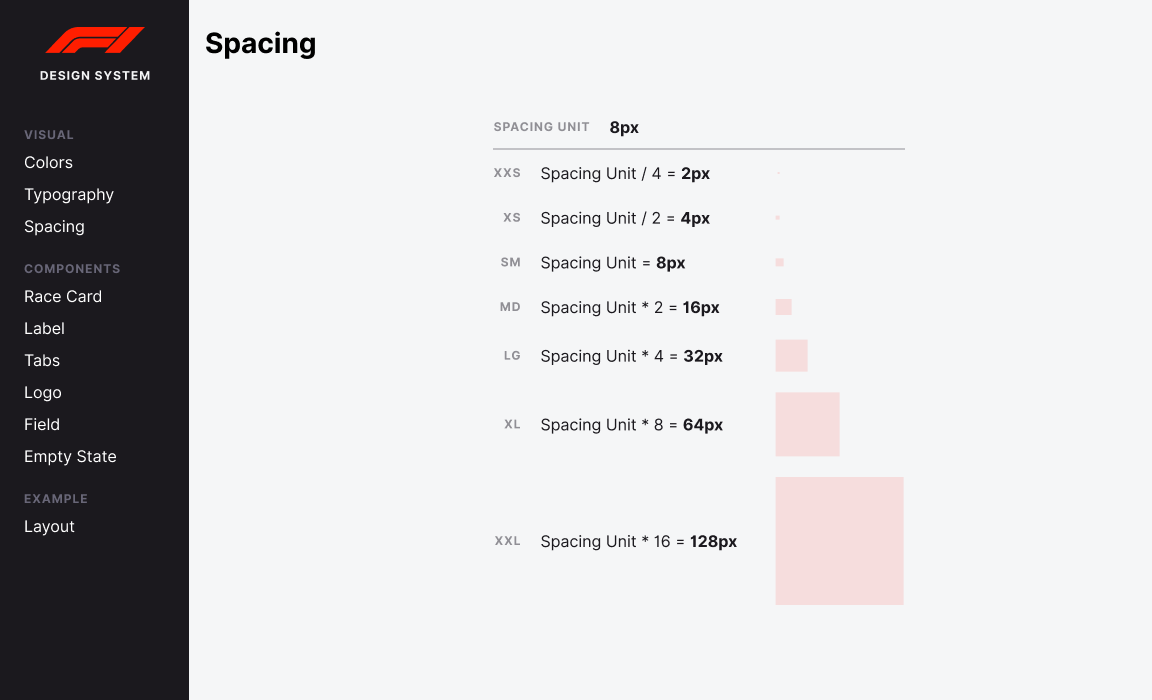 DESIGN SYSTEM
VISUAL
Colors
Typography
Spacing
COMPONENTS
Race Card
Label
Tabs
Logo
Field
Empty State
EXAMPLE
Layout
Spacing
SPACING UNIT 8px
XXS Spacing Unit / 4 = 2px
XS Spacing Unit / 2 = 4px
SM Spacing Unit = 8px
MD Spacing Unit * 2 = 16px
LG Spacing Unit * 4 = 32px
XL Spacing Unit * 8 = 64px
XXL Spacing Unit * 16 = 128px